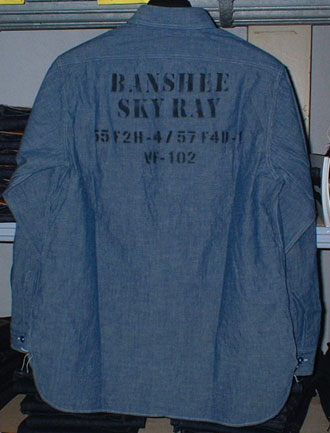 BANSHEE
SKY RAY
55 F2H-4/57 F4D-1
VF-102